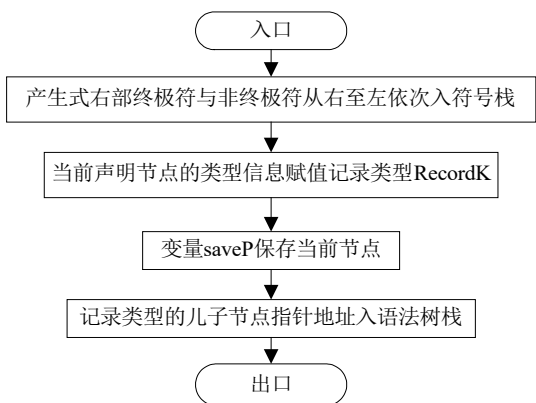 入口
产生式右部终极符与非终极符从右至左依次入符号栈
当前声明节点的类型信息赋值记录类型RecordK
变量saveP保存当前节点
记录类型的儿子节点指针地址入语法树栈
出口